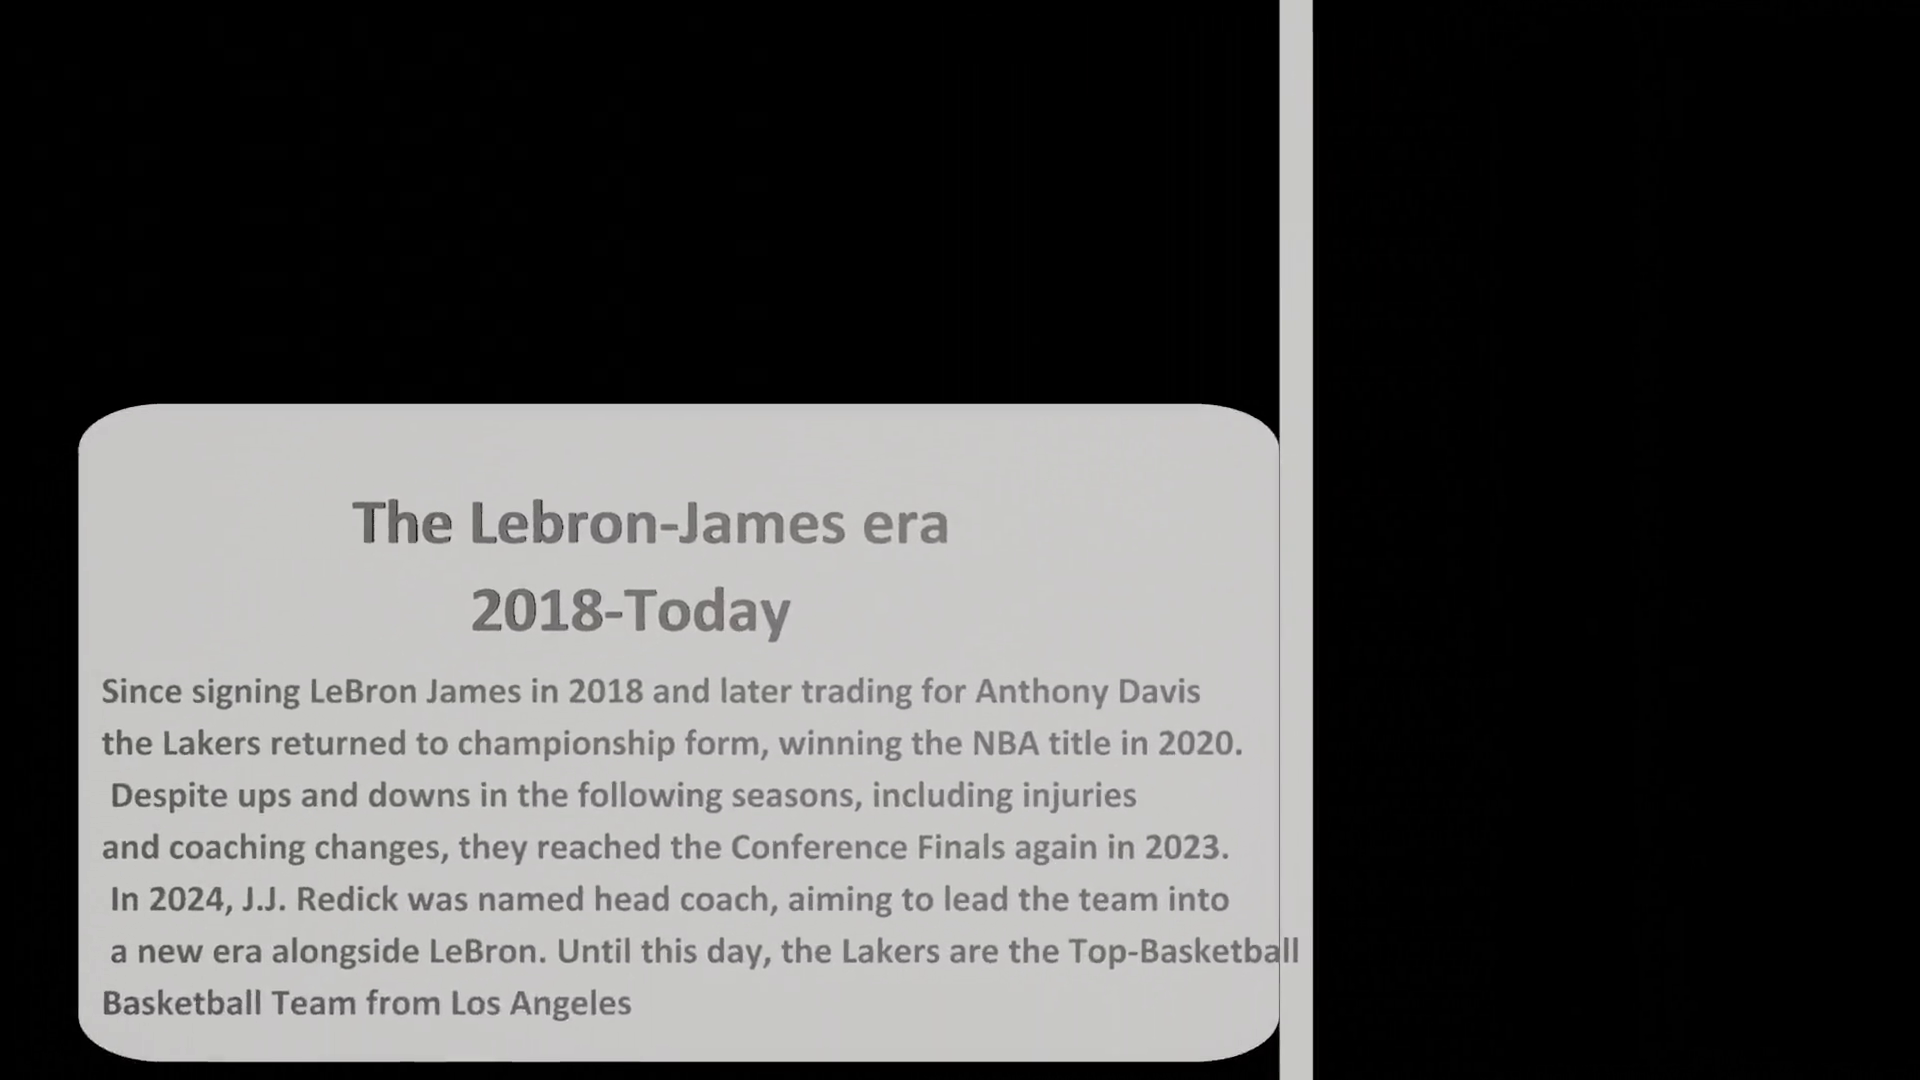 The Lebron-James era
2018-Today
Since signing LeBron James in 2018 and later trading for Anthony Davis
the Lakers returned to championship form, winning the NBA title in 2020.
Despite ups and downs in the following seasons, including injuries
and coaching changes, they reached the Conference Finals again in 2023.
In 2024, J.J. Redick was named head coach, aiming to lead the team into
a new era alongside LeBron. Until this day, the Lakers are the Top-Basketball
Basketball Team from Los Angeles